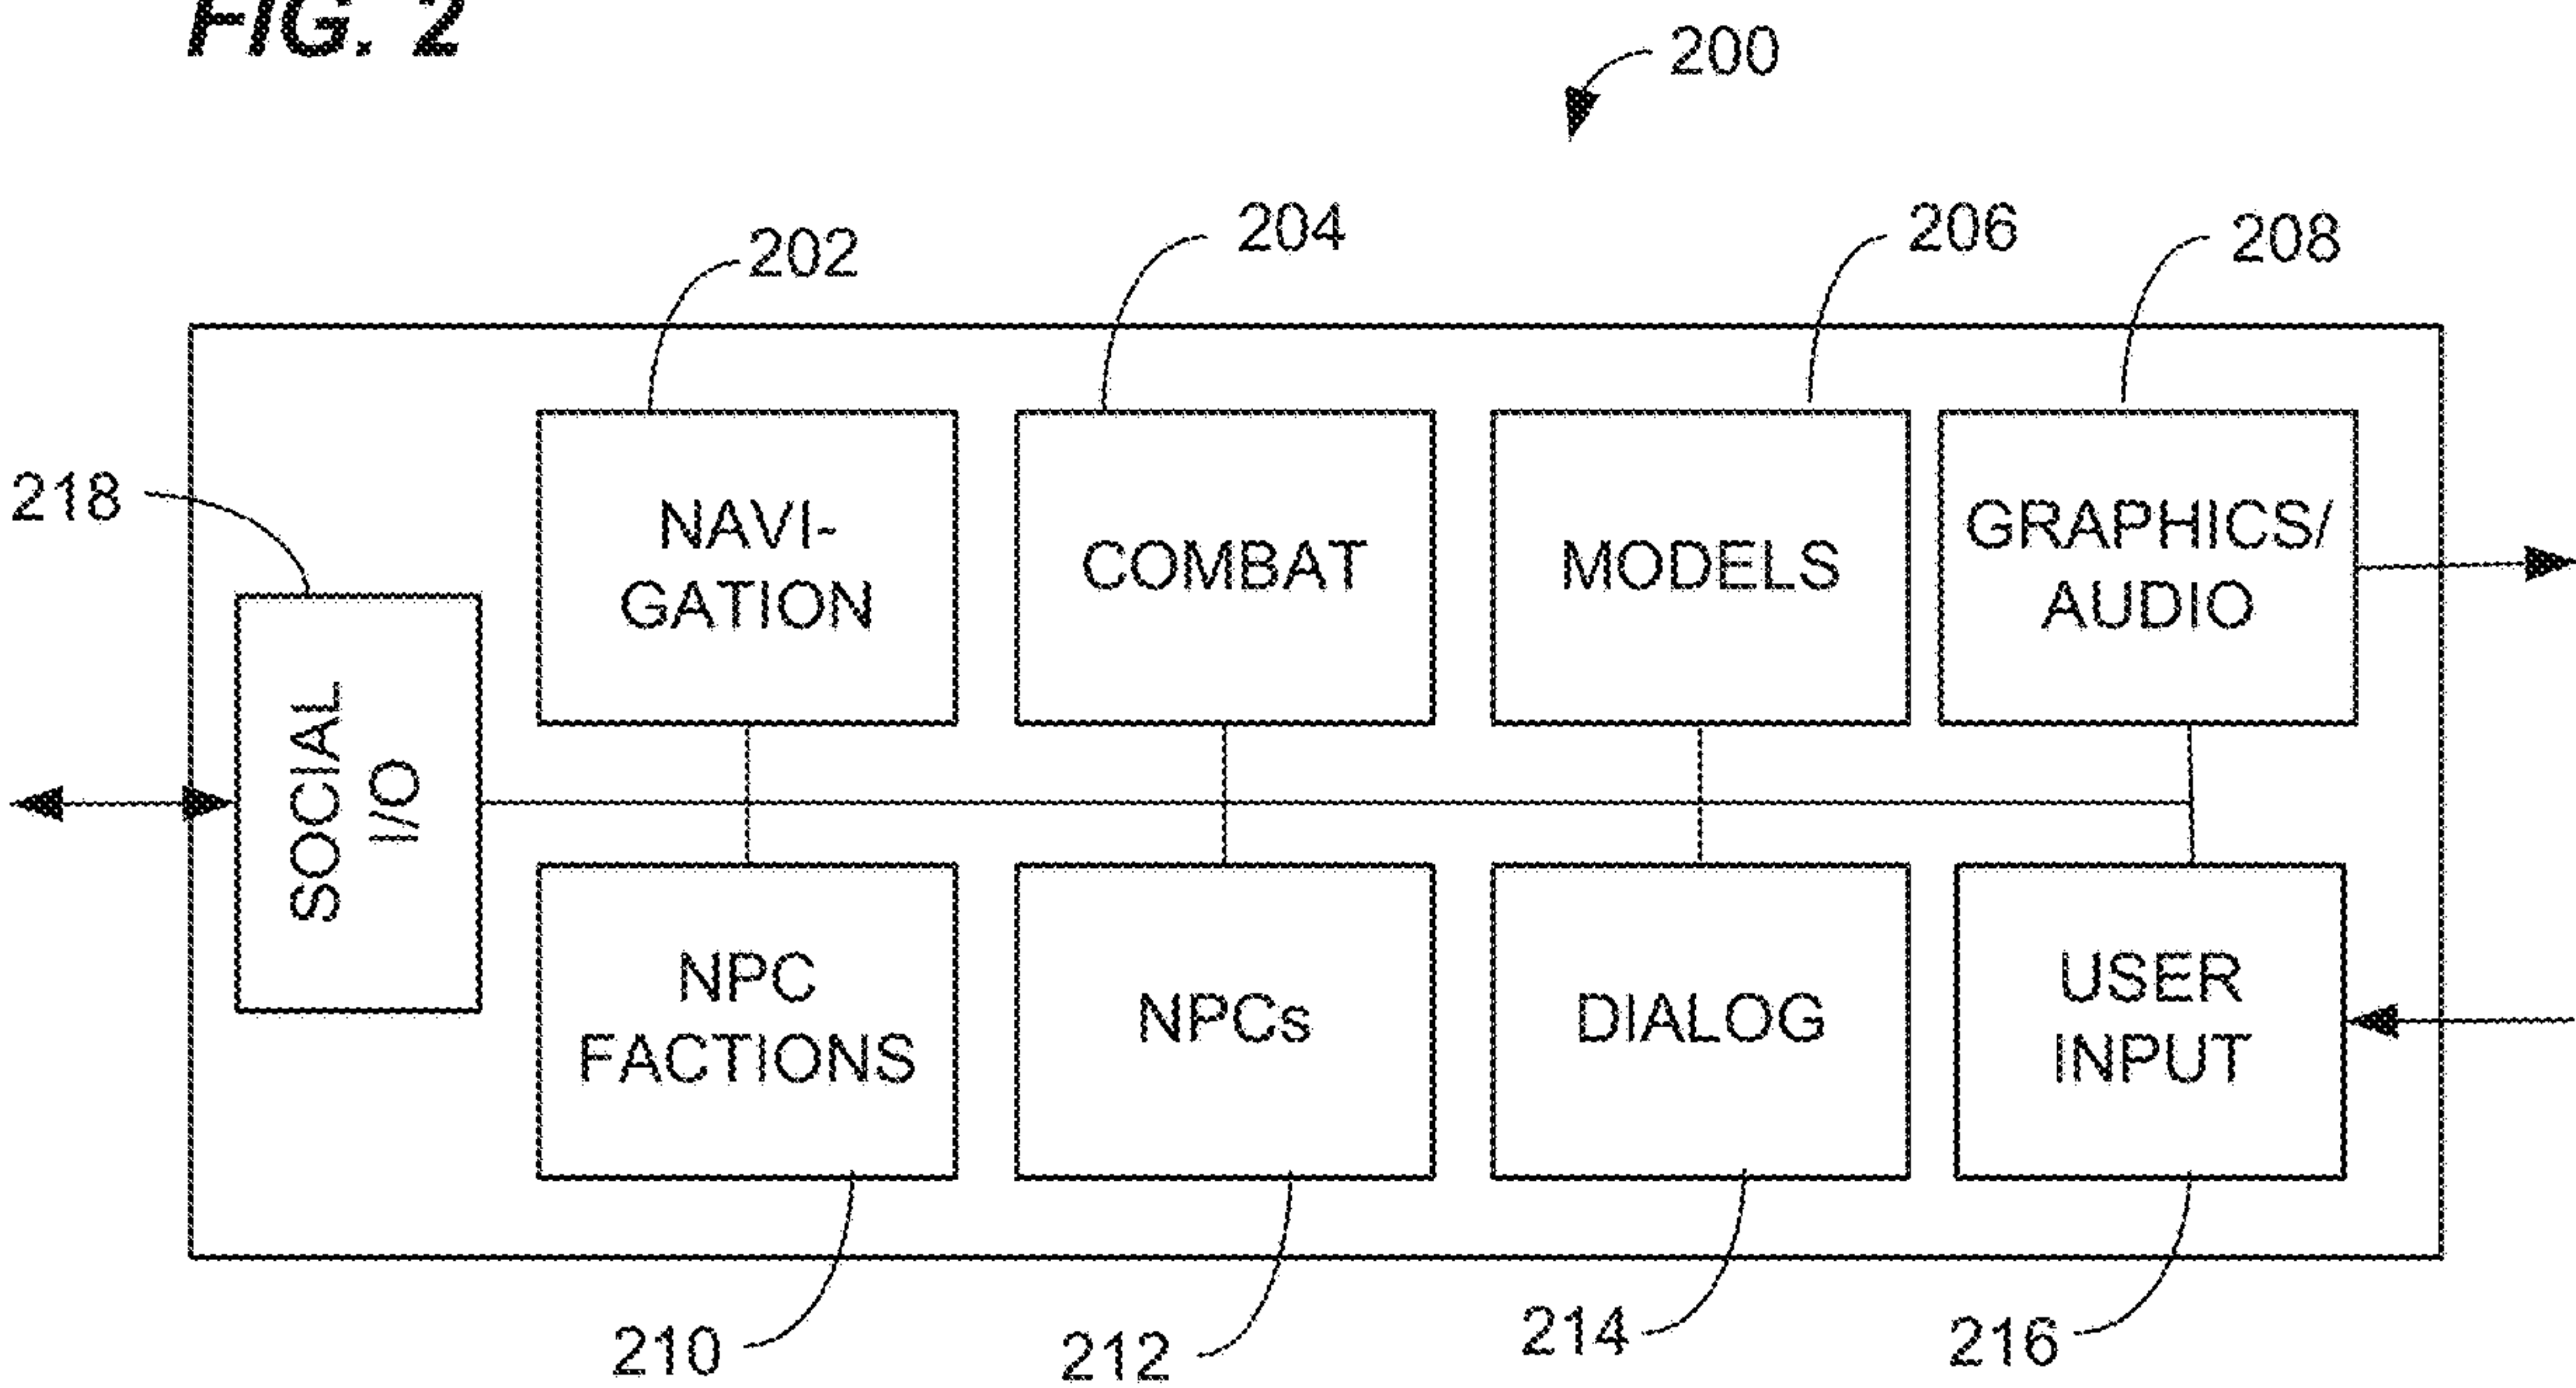 FIG. 2
200
202
204
206
208
218
NAVI-
GATION
COMBAT
MODELS
GRAPHICS/
AUDIO
SOCIAL
I/O
NPC
FACTIONS
NPCs
DIALOG
USER
INPUT
210
212
214
216